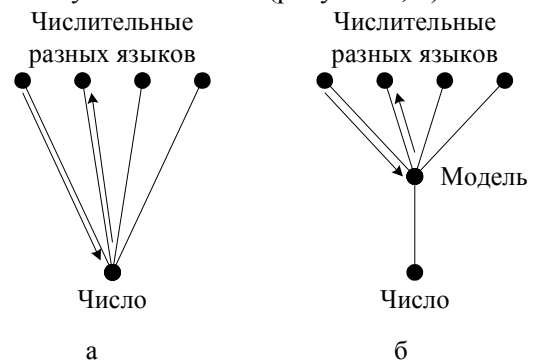 Числительные
разных языков
Числительные
разных языков
Модель
Число
Число
а
б